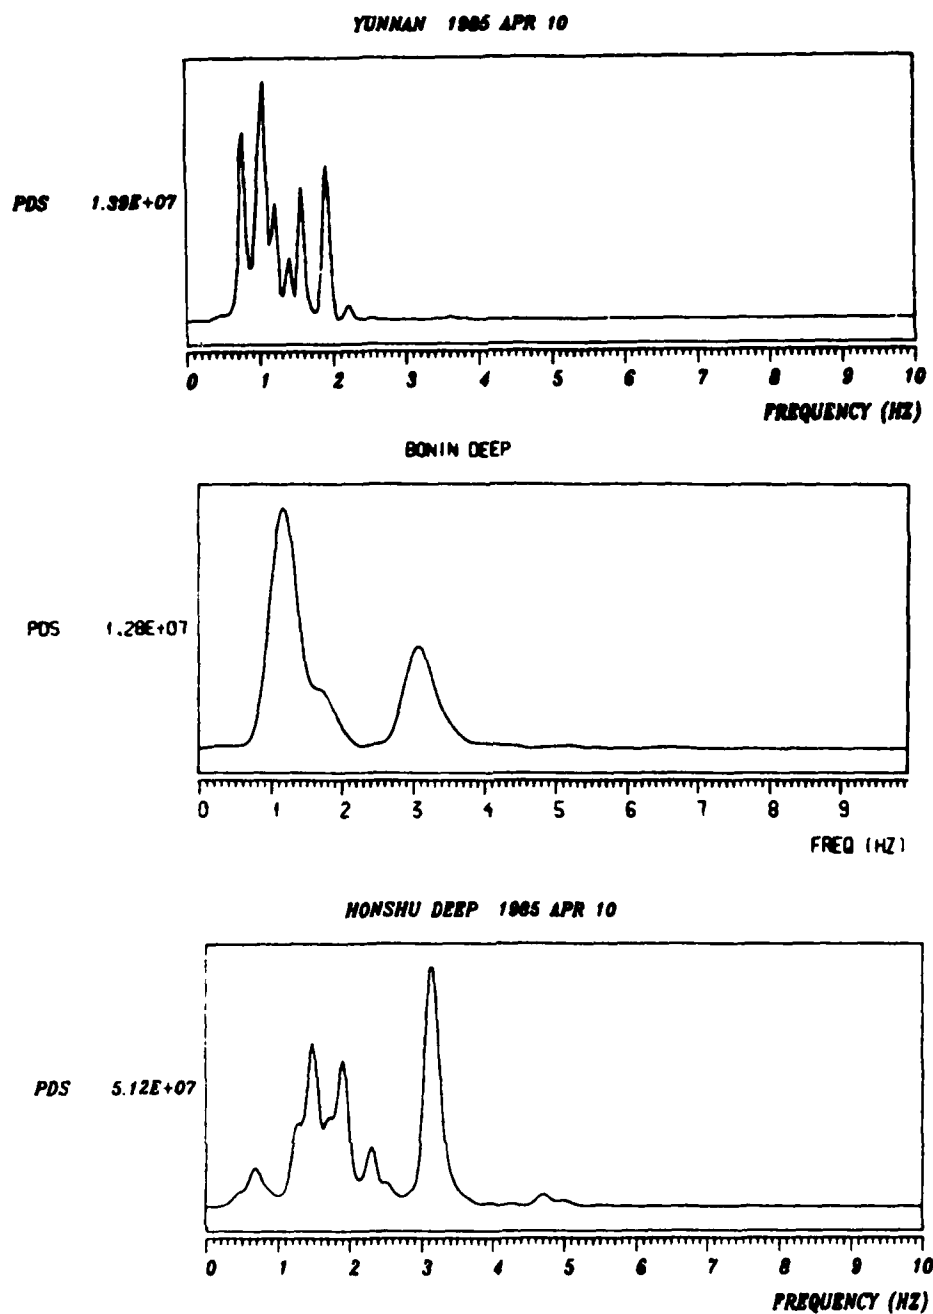 YUNNAN 1985 APR 10
PDS 1.39E+07
0 1 2 3 4 5 6 7 8 9 10
FREQUENCY (HZ)
BONIN DEEP
PDS 1.28E+07
0 1 2 3 4 5 6 7 8 9
FREQ (HZ)
HONSHU DEEP 1985 APR 10
PDS 5.12E+07
0 1 2 3 4 5 6 7 8 9 10
FREQUENCY (HZ)